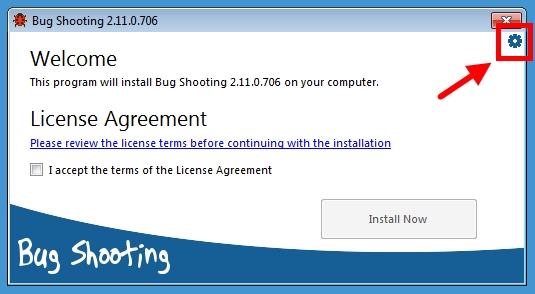 Bug Shooting 2.11.0.706
Welcome
This program will install Bug Shooting 2.11.0.706 on your computer.
License Agreement
Please review the license terms before continuing with the installation
I accept the terms of the License Agreement
Install Now
Bug Shooting